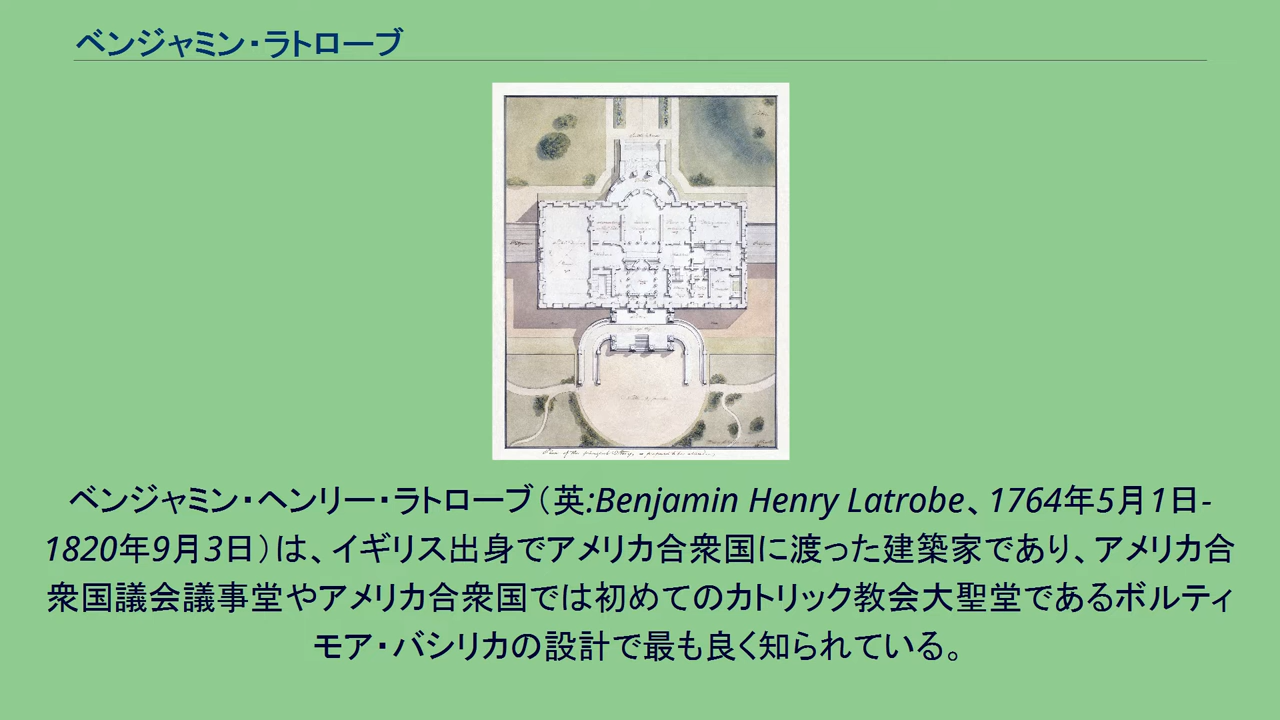 ベンジャミン・ラトローブ
ベンジャミン・ヘンリー・ラトローブ（英:Benjamin Henry Latrobe、1764年5月1日-
1820年9月3日）は、イギリス出身でアメリカ合衆国に渡った建築家であり、アメリカ合
衆国議会議事堂やアメリカ合衆国では初めてのカトリック教会大聖堂であるボルティ
モア・バシリカの設計で最も良く知られている。